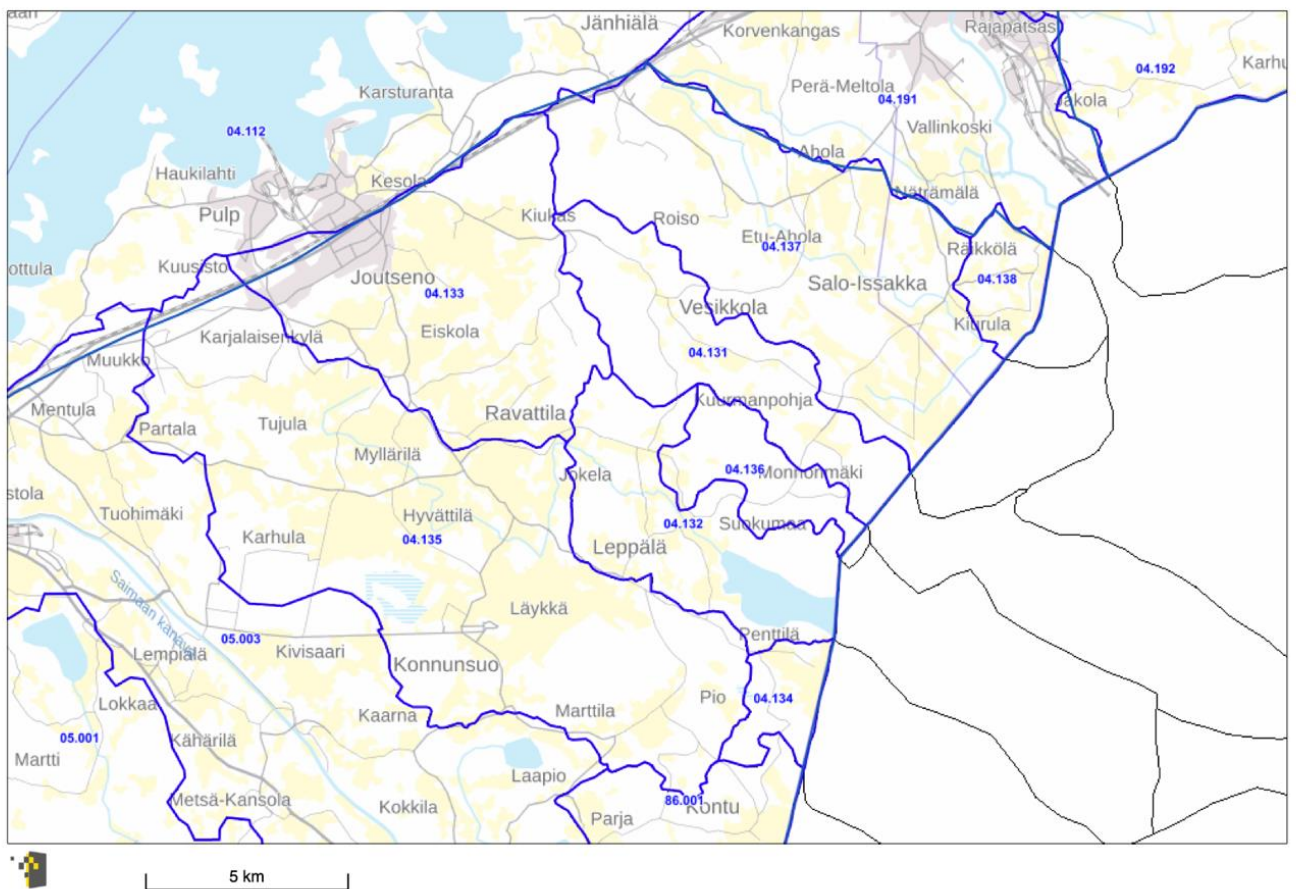 Jänhiälä
Korvenkangas
Rajapatsas
04.192
Karhu
Karsturanta
Perä-Meltola
04.191
Jakola
04.112
Vallinkoski
Ahola
Haukilahti
Kesola
Näträmälä
Pulp
Kiukas
Roiso
Etu-Ahola
04.137
Räikkölä
ottula
Kuusisto
Joutseno
04.133
Salo-Issakka
04.138
Vesikkola
Kiurula
Karjalaisenkylä
Eiskola
Muukko
04.131
Mentula
Kuurmanpohja
Partala
Tujula
Ravattila
Myllärilä
Jokela
04.136
Monnonmäki
stola
Tuohimäki
Hyvättilä
04.132
Suokumaa
Karhula
04.135
Leppälä
Saimaan kanava
Läykkä
05.003
Kivisaari
Penttilä
Lempiälä
Konnunsuo
Lokkaa
Pio
04.134
Kaarna
Marttila
05.001
Kähärilä
Martti
Laapio
Metsä-Kansola
Kokkila
86.001
Kontu
Parja
5 km